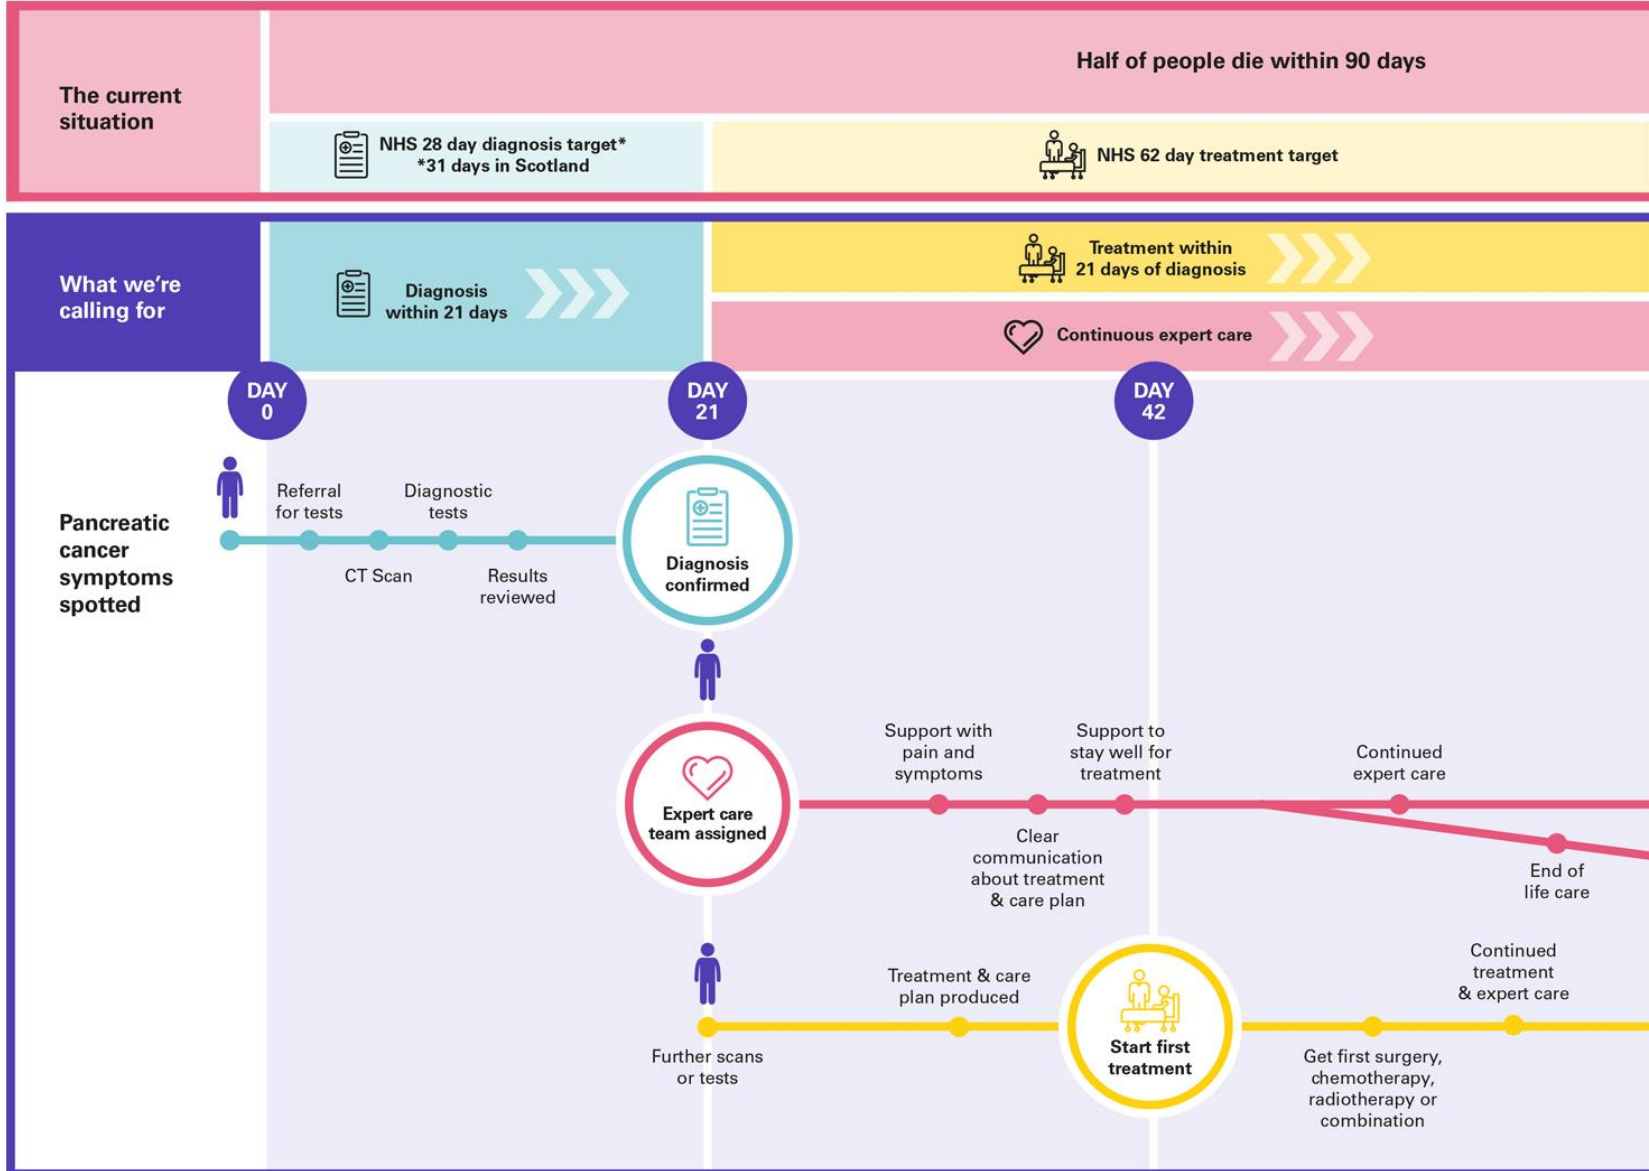 The current
situation
Half of people die within 90 days
NHS 28 day diagnosis target*
*31 days in Scotland
NHS 62 day treatment target
What we're
calling for
Diagnosis
within 21 days
Treatment within
21 days of diagnosis
Continuous expert care
DAY
0
DAY
21
DAY
42
Pancreatic
cancer
symptoms
spotted
Referral
for tests
CT Scan
Diagnostic
tests
Results
reviewed
Diagnosis
confirmed
Expert care
team assigned
Support with
pain and
symptoms
Clear
communication
about treatment
& care plan
Support to
stay well for
treatment
Continued
expert care
End of
life care
Further scans
or tests
Treatment & care
plan produced
Start first
treatment
Get first surgery,
chemotherapy,
radiotherapy or
combination
Continued
treatment
& expert care